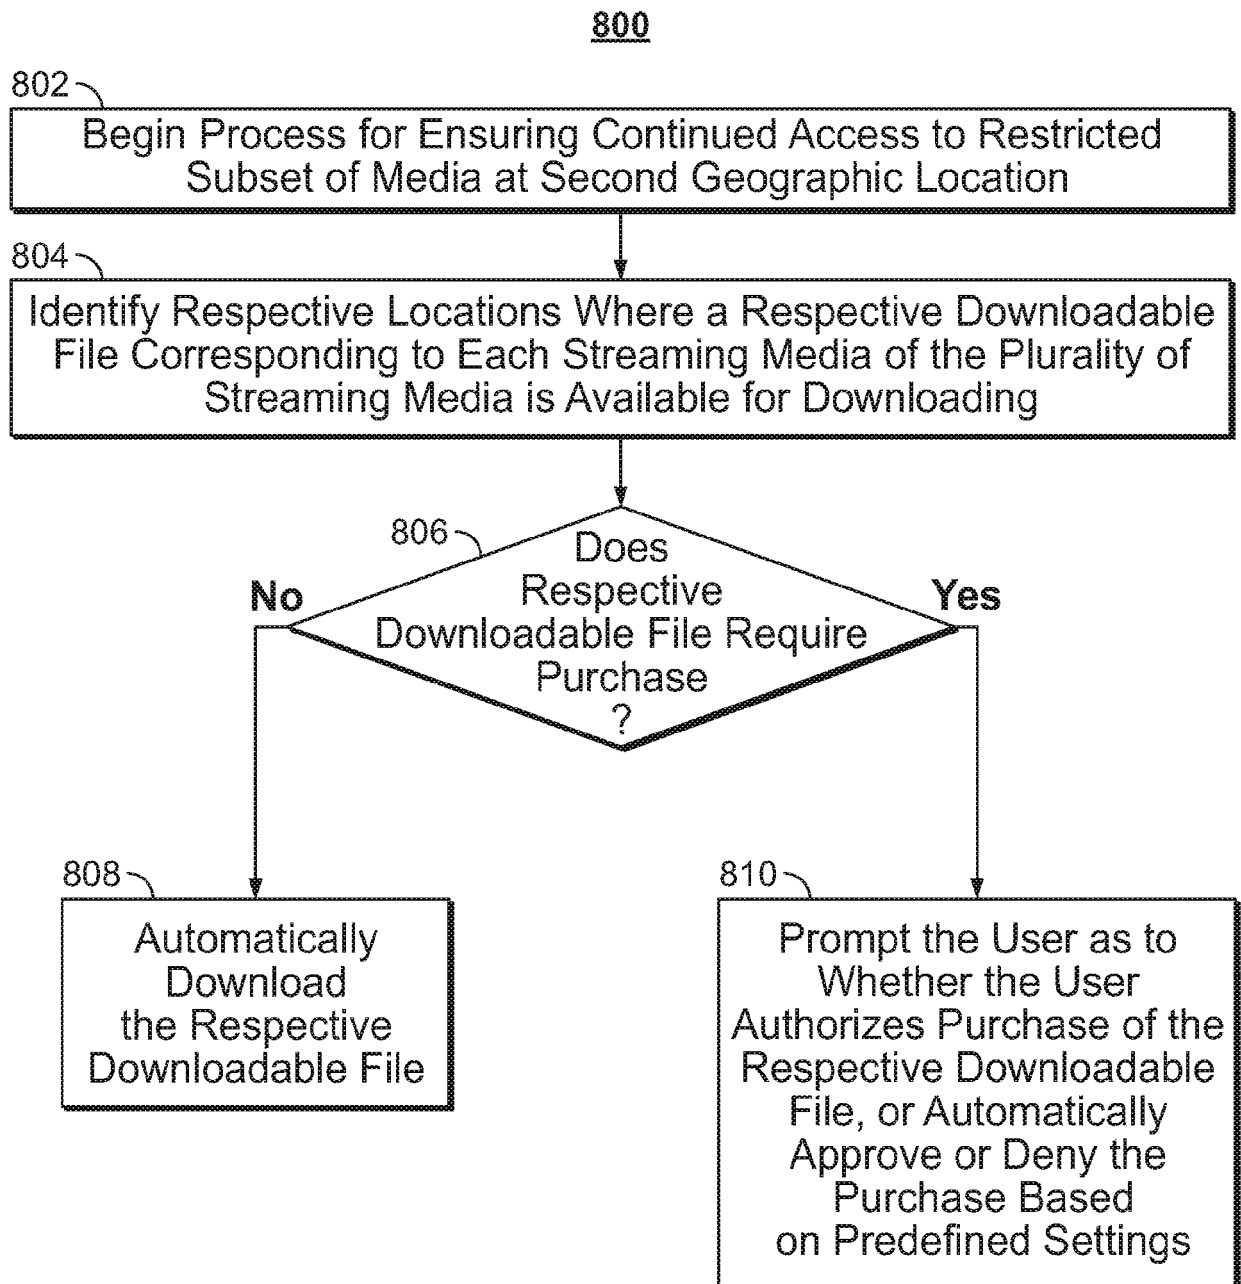 800
802
Begin Process for Ensuring Continued Access to Restricted
Subset of Media at Second Geographic Location
804
Identify Respective Locations Where a Respective Downloadable
File Corresponding to Each Streaming Media of the Plurality of
Streaming Media is Available for Downloading
806
Does
Respective
Downloadable File Require
Purchase
?
No
Yes
808
Automatically
Download
the Respective
Downloadable File
810
Prompt the User as to
Whether the User
Authorizes Purchase of the
Respective Downloadable
File, or Automatically
Approve or Deny the
Purchase Based
on Predefined Settings